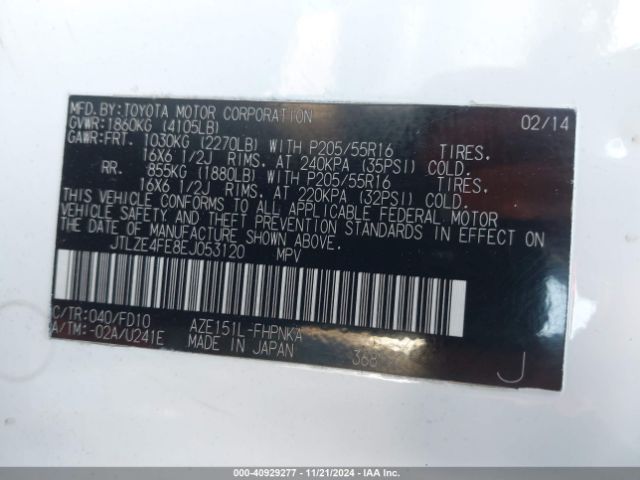 MFD.BY:TOYOTA MOTOR CORPORATION 02/14
GVWR:1860KG (4105LB)
GAWR:FRT. 1030KG (2270LB) WITH P205/55R16 TIRES.
16X6 1/2J RIMS. AT 240KPA (35PSI) COLD.
RR. 855KG (1880LB) WITH P205/55R16 TIRES.
16X6 1/2J RIMS. AT 220KPA (32PSI) COLD.
THIS VEHICLE CONFORMS TO ALL APPLICABLE FEDERAL MOTOR
VEHICLE SAFETY AND THEFT PREVENTION STANDARDS IN EFFECT ON
THE DATE OF MANUFACTURE SHOWN ABOVE.
JTLZE4FE8EJ053120 MPV
C/TR:040/FD10 AZE151L-FHPNKA
A/TM:-02A/U241E MADE IN JAPAN 368 J
000-40929277 - 11/21/2024 - IAAI.com